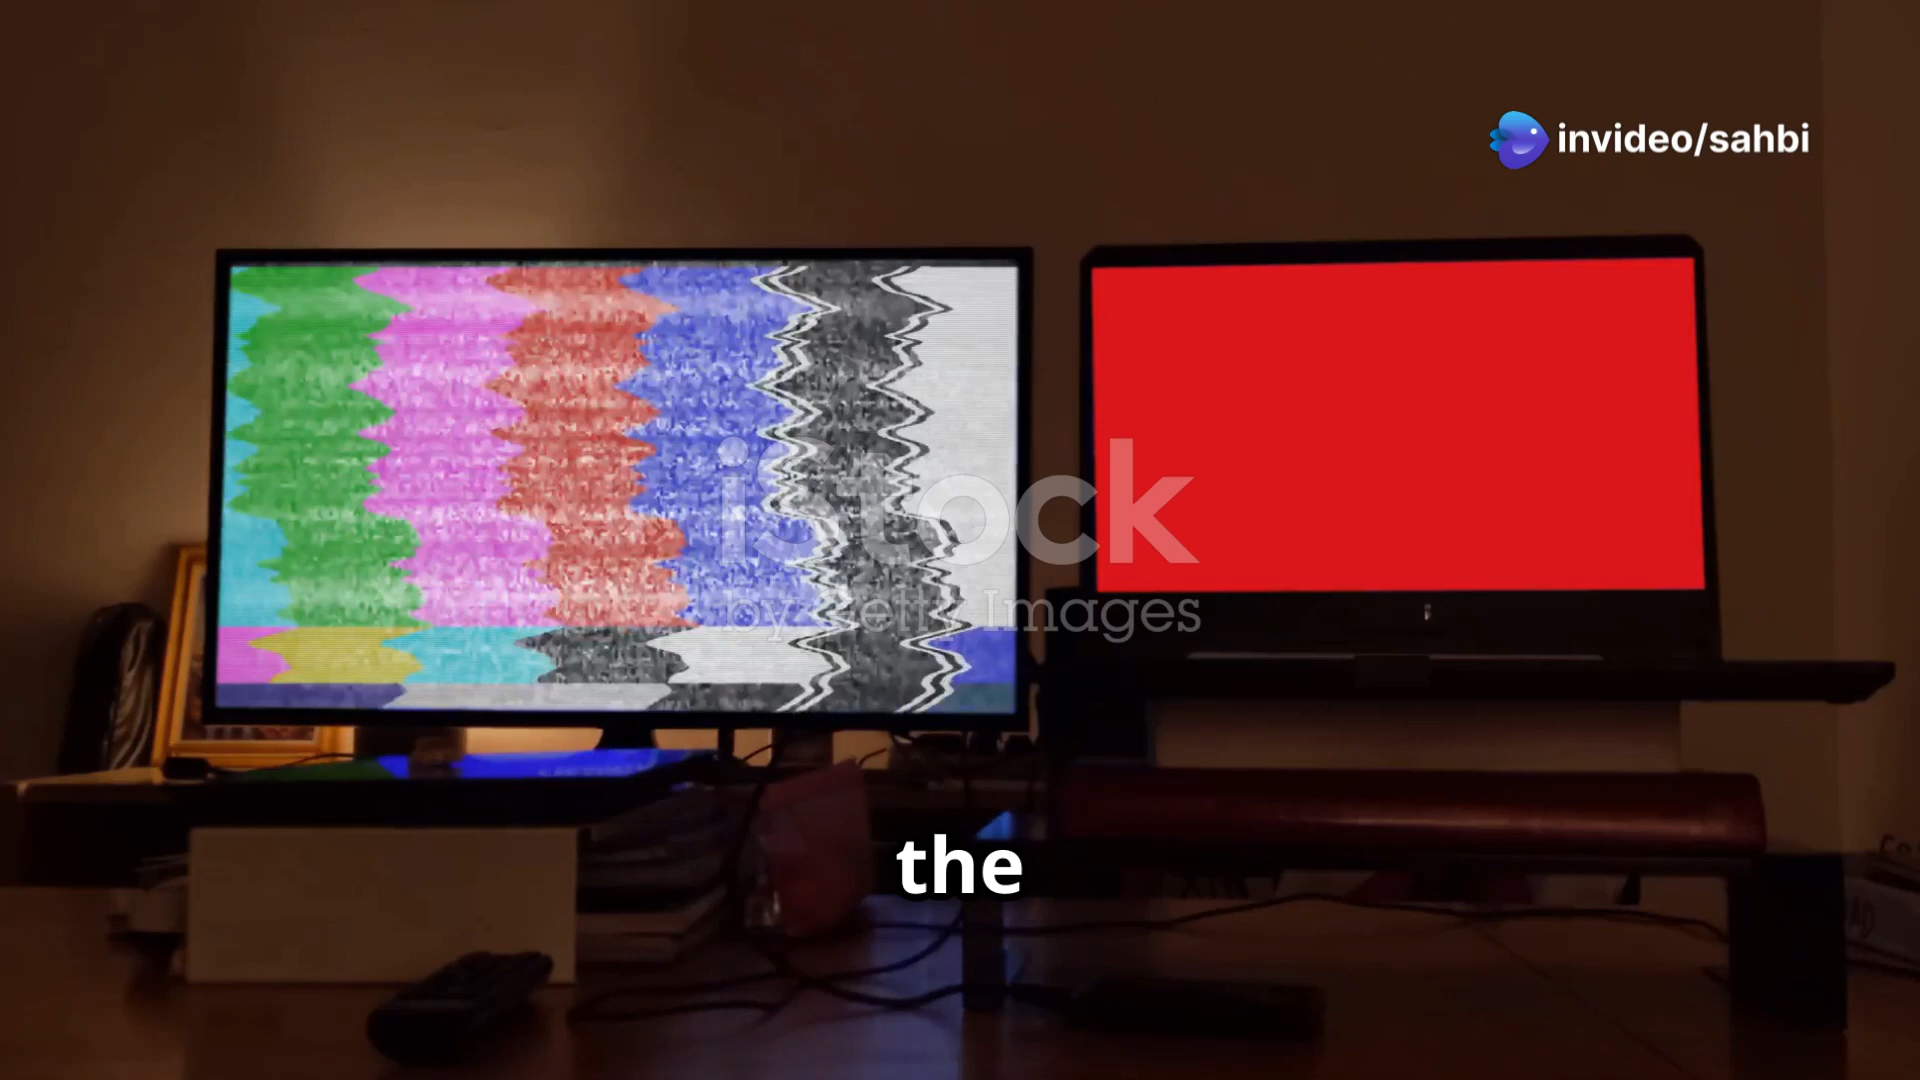 invideo/sahbi
iStock
by Getty Images
the